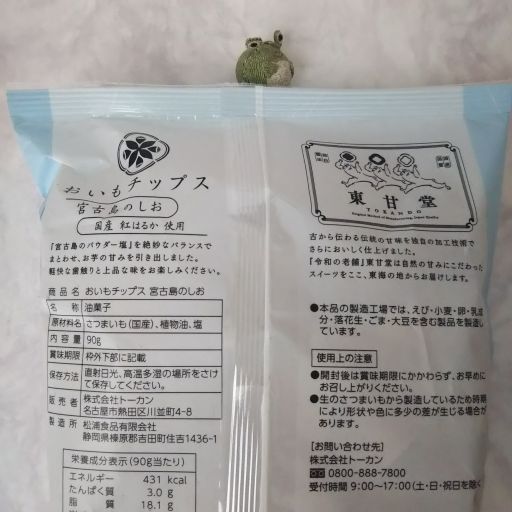 おいもチップス
宮古島のしお
国産 紅はるか 使用
「宮古島のパウダー塩」を絶妙なバランスで
まとわせ、お芋の甘みを引き出しました。
軽快な歯触りと上品な味をお楽しみください。
商品名 おいもチップス 宮古島のしお
名称 油菓子
原材料名 さつまいも(国産)、植物油、塩
内容量 90g
賞味期限 枠外下部に記載
保存方法 直射日光、高温多湿の場所をさけ
て保存してください。
販売者 株式会社トーカン
名古屋市熱田区川並町4-8
製造所 松浦食品有限会社
静岡県榛原郡吉田町住吉1436-1
栄養成分表示(90g当たり)
エネルギー 431 kcal
たんぱく質 3.0 g
脂質 18.1 g
東甘堂
TOKANDO
古から伝わる伝統の甘味を独自の加工技術で
さらにおいしく仕上げました。
「令和の老舗」東甘堂は自然の甘みにこだわった
スイーツをここ、東海の地からお届けします。
●本品の製造工場では、えび・小麦・卵・乳成
分・落花生・ごま・大豆を含む製品を製造し
ています。
使用上の注意
●開封後は賞味期限にかかわらず、お早めに
お召し上がりください。
●生のさつまいもから製造しているため時期
により形状や色に多少の差が生じる場合が
あります。
[お問い合わせ先]
株式会社トーカン
0800-888-7800
受付時間 9:00~17:00(土・日・祝日を除く)